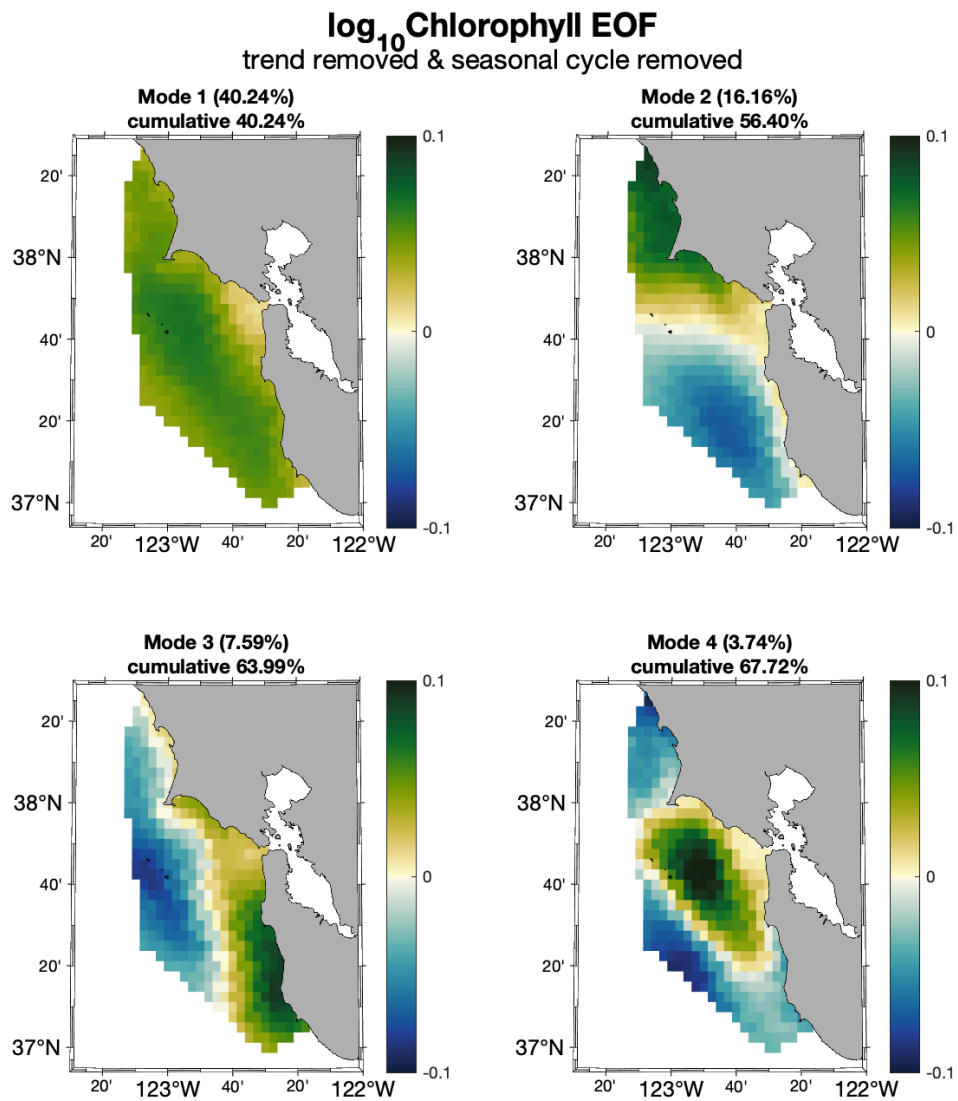 log₁₀Chlorophyll EOF
trend removed & seasonal cycle removed
Mode 1 (40.24%)
cumulative 40.24%
20'
38°N
40'
20'
37°N
20'
123°W
40'
20'
122°W
0.1
0
-0.1
Mode 2 (16.16%)
cumulative 56.40%
20'
38°N
40'
20'
37°N
20'
123°W
40'
20'
122°W
0.1
0
-0.1
Mode 3 (7.59%)
cumulative 63.99%
20'
38°N
40'
20'
37°N
20'
123°W
40'
20'
122°W
0.1
0
-0.1
Mode 4 (3.74%)
cumulative 67.72%
20'
38°N
40'
20'
37°N
20'
123°W
40'
20'
122°W
0.1
0
-0.1